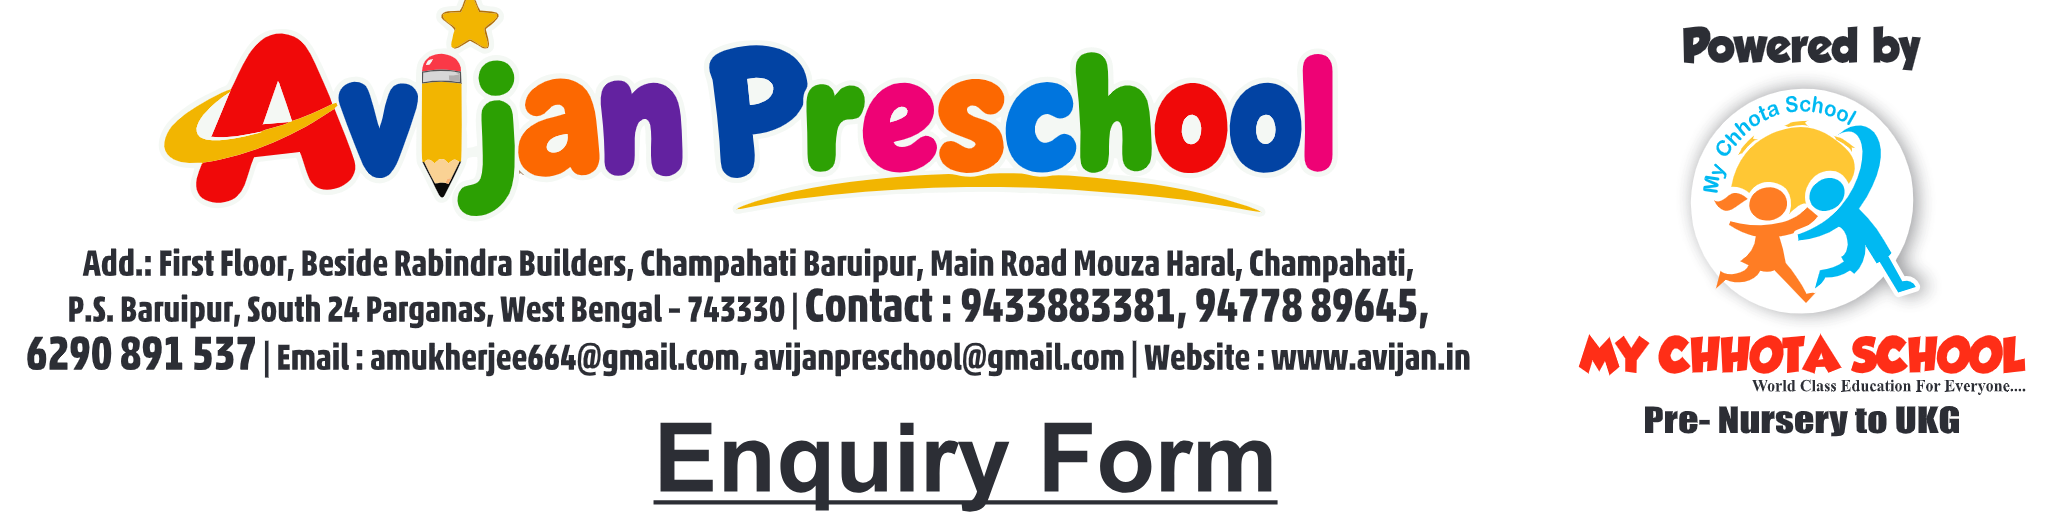 Avijan Preschool
Add.: First Floor, Beside Rabindra Builders, Champahati Baruipur, Main Road Mouza Haral, Champahati,
P.S. Baruipur, South 24 Parganas, West Bengal – 743330 | Contact : 9433883381, 94778 89645,
6290 891 537 | Email : amukherjee664@gmail.com, avijanpreschool@gmail.com | Website : www.avijan.in
Powered by
My Chhota School
MY CHHOTA SCHOOL
World Class Education For Everyone....
Pre- Nursery to UKG
Enquiry Form